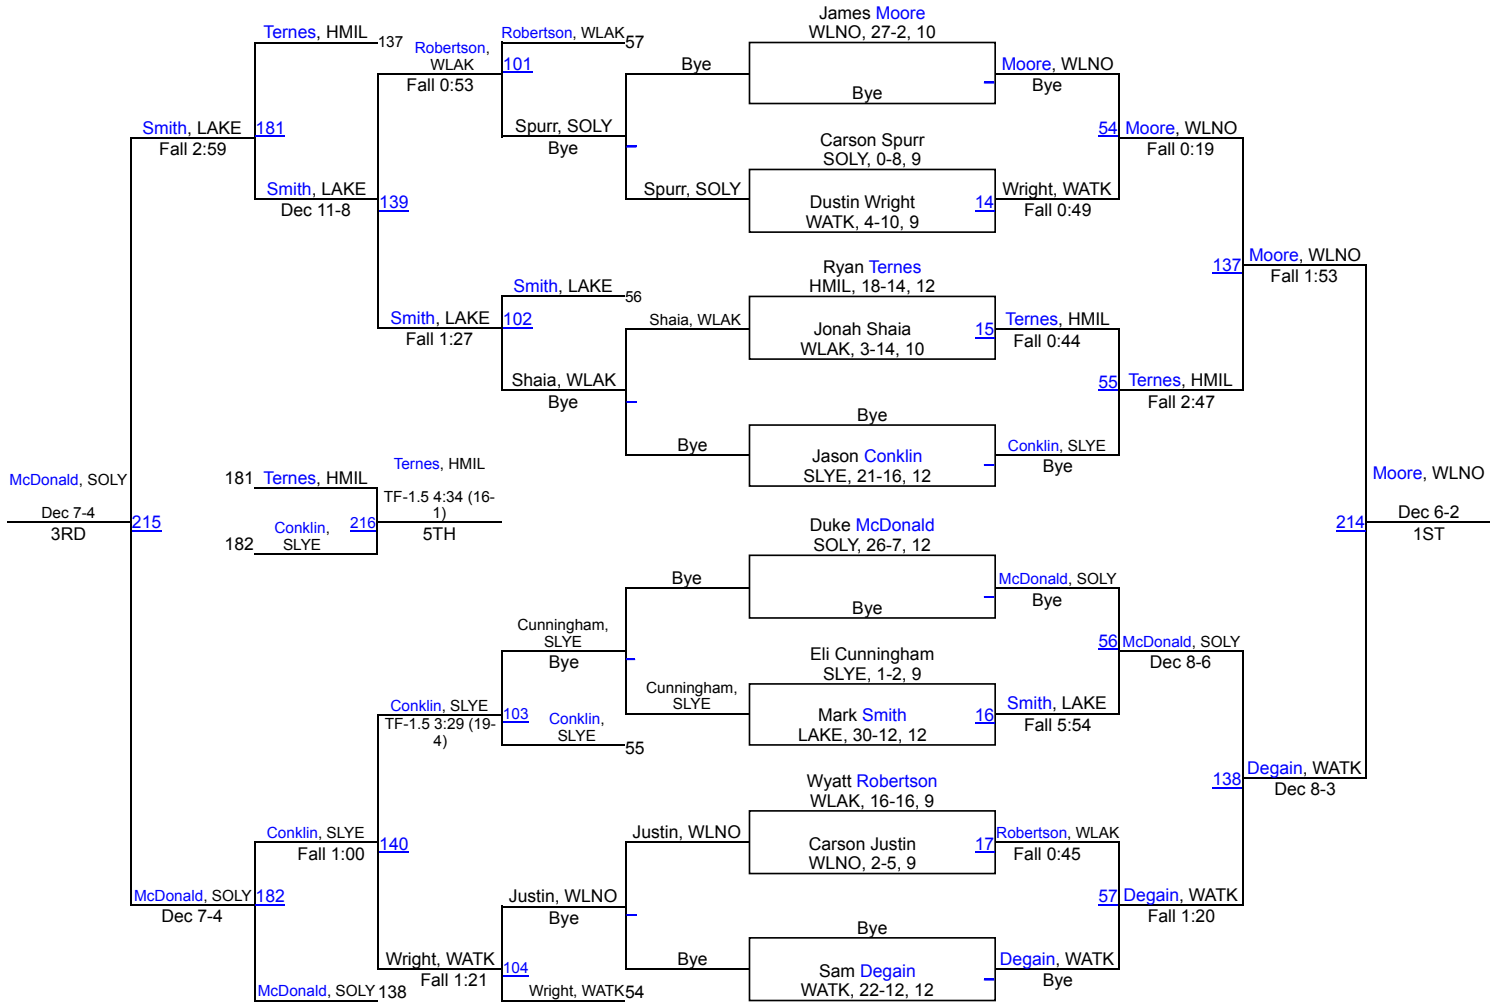 James Moore
WLNO, 27-2, 10
Ternes, HMIL
137
Robertson, WLAK
57
Robertson,
WLAK
101
Fall 0:53
Bye
Bye
Moore, WLNO
Bye
Smith, LAKE
181
Fall 2:59
Spurr, SOLY
Bye
Carson Spurr
SOLY, 0-8, 9
54
Moore, WLNO
Fall 0:19
Smith, LAKE
139
Dec 11-8
Spurr, SOLY
Dustin Wright
WATK, 4-10, 9
14
Wright, WATK
Fall 0:49
Ryan Ternes
HMIL, 18-14, 12
137
Moore, WLNO
Fall 1:53
Smith, LAKE
56
Smith, LAKE
102
Fall 1:27
Shaia, WLAK
Jonah Shaia
WLAK, 3-14, 10
15
Ternes, HMIL
Fall 0:44
Shaia, WLAK
Bye
55
Ternes, HMIL
Fall 2:47
Bye
Bye
Jason Conklin
SLYE, 21-16, 12
Conklin, SLYE
Bye
McDonald, SOLY
Dec 7-4
3RD
215
181
Ternes, HMIL
Ternes, HMIL
TF-1.5 4:34 (16-
1)
5TH
216
Conklin,
SLYE
182
Moore, WLNO
214
Dec 6-2
1ST
Duke McDonald
SOLY, 26-7, 12
Bye
Bye
McDonald, SOLY
Bye
Cunningham,
SLYE
Bye
Eli Cunningham
SLYE, 1-2, 9
56
McDonald, SOLY
Dec 8-6
Conklin, SLYE
TF-1.5 3:29 (19-
4)
103
Cunningham,
SLYE
Mark Smith
LAKE, 30-12, 12
16
Smith, LAKE
Fall 5:54
Conklin,
SLYE
55
Wyatt Robertson
WLAK, 16-16, 9
138
Degain, WATK
Dec 8-3
Conklin, SLYE
140
Fall 1:00
Justin, WLNO
Carson Justin
WLNO, 2-5, 9
17
Robertson, WLAK
Fall 0:45
McDonald, SOLY
182
Dec 7-4
Justin, WLNO
Bye
57
Degain, WATK
Fall 1:20
Bye
Wright, WATK
104
Fall 1:21
Bye
Sam Degain
WATK, 22-12, 12
Degain, WATK
Bye
McDonald, SOLY
138
Wright, WATK
54